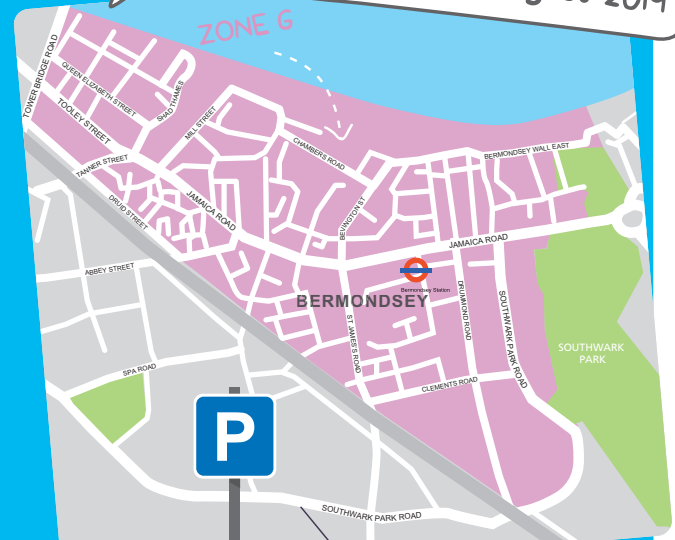 2019
ZONE G
TOWER BRIDGE ROAD
QUEEN ELIZABETH STREET
SHAD THAMES
TOOLEY STREET
MILL STREET
TANNER STREET
CHAMBERS ROAD
BERMONDSEY WALL EAST
DRUID STREET
JAMAICA ROAD
BEVINGTON ST
JAMAICA ROAD
ABBEY STREET
Bermondsey Station
BERMONDSEY
DRUMMOND ROAD
SOUTHWARK PARK ROAD
ST JAMES'S ROAD
SOUTHWARK
PARK
SPA ROAD
CLEMENTS ROAD
P
SOUTHWARK PARK ROAD